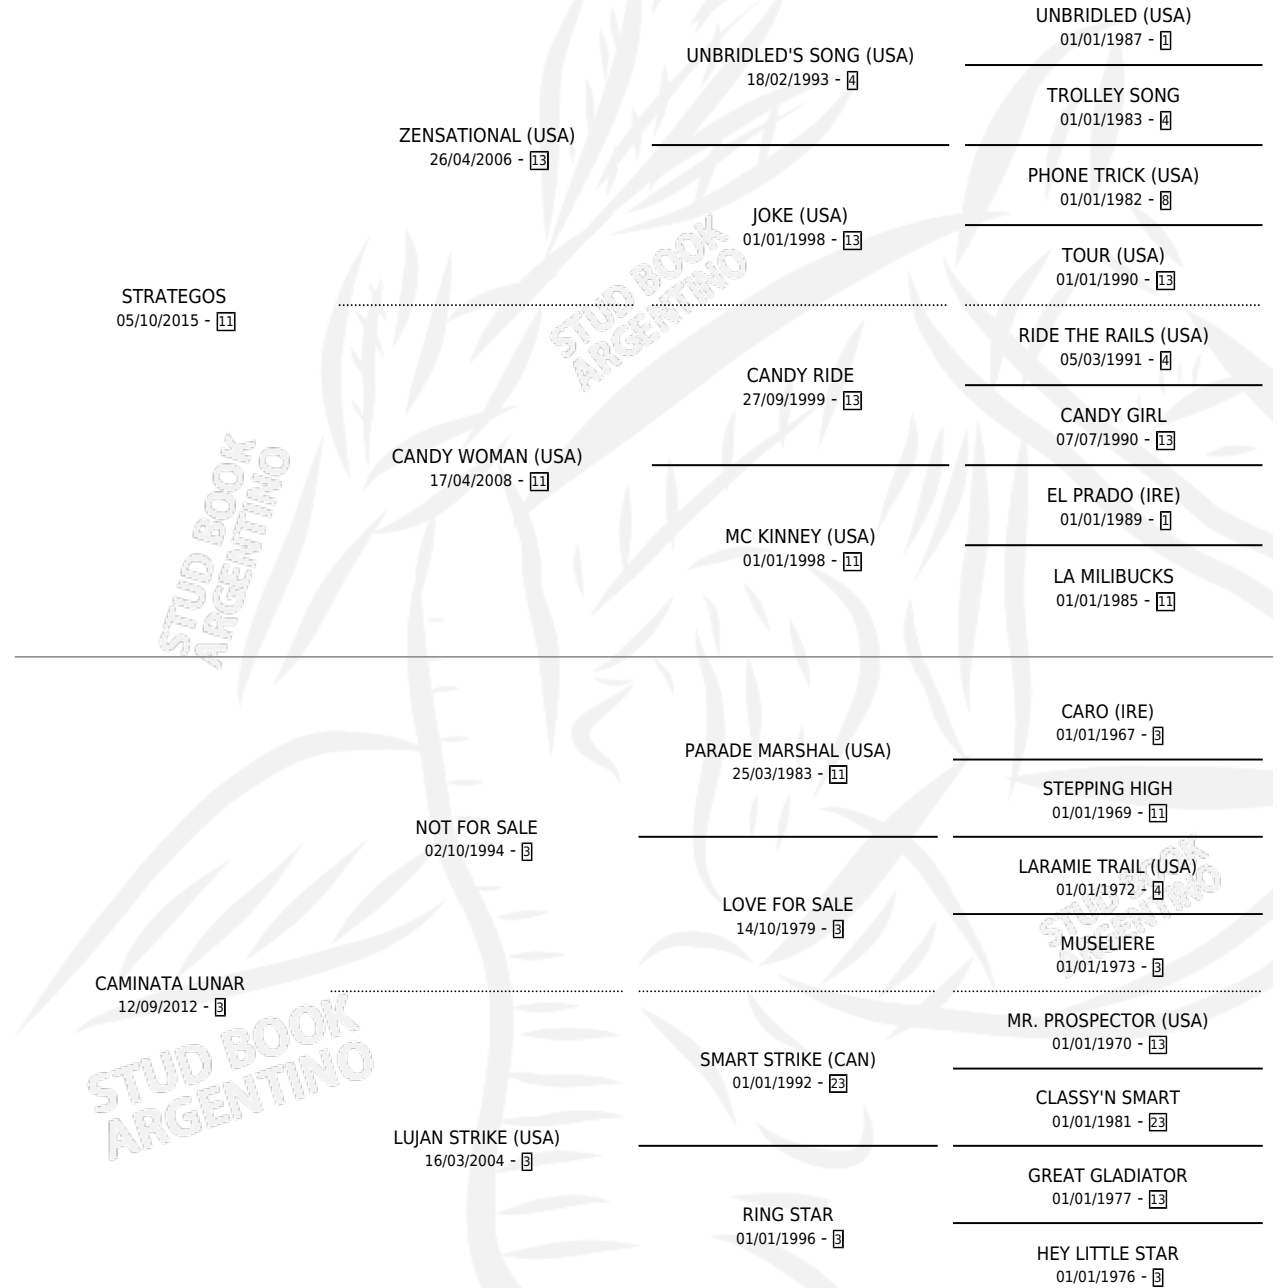 UNBRIDLED (USA)
01/01/1987 - 1
UNBRIDLED'S SONG (USA)
18/02/1993 - 4
TROLLEY SONG
01/01/1983 - 4
ZENSATIONAL (USA)
26/04/2006 - 13
PHONE TRICK (USA)
01/01/1982 - 8
JOKE (USA)
01/01/1998 - 13
TOUR (USA)
01/01/1990 - 13
STRATEGOS
05/10/2015 - 11
RIDE THE RAILS (USA)
05/03/1991 - 4
CANDY RIDE
27/09/1999 - 13
CANDY GIRL
07/07/1990 - 13
CANDY WOMAN (USA)
17/04/2008 - 11
EL PRADO (IRE)
01/01/1989 - 1
MC KINNEY (USA)
01/01/1998 - 11
LA MILIBUCKS
01/01/1985 - 11
CARO (IRE)
01/01/1967 - 3
PARADE MARSHAL (USA)
25/03/1983 - 11
STEPPING HIGH
01/01/1969 - 11
NOT FOR SALE
02/10/1994 - 3
LARAMIE TRAIL (USA)
01/01/1972 - 4
LOVE FOR SALE
14/10/1979 - 3
MUSELIERE
01/01/1973 - 3
CAMINATA LUNAR
12/09/2012 - 3
MR. PROSPECTOR (USA)
01/01/1970 - 13
SMART STRIKE (CAN)
01/01/1992 - 23
CLASSY'N SMART
01/01/1981 - 23
LUJAN STRIKE (USA)
16/03/2004 - 3
GREAT GLADIATOR
01/01/1977 - 13
RING STAR
01/01/1996 - 3
HEY LITTLE STAR
01/01/1976 - 3
STUD BOOK
ARGENTINO
STUD BOOK
ARGENTINO
STUD BOOK
ARGENTINO
STUD BOOK
ARGENTINO